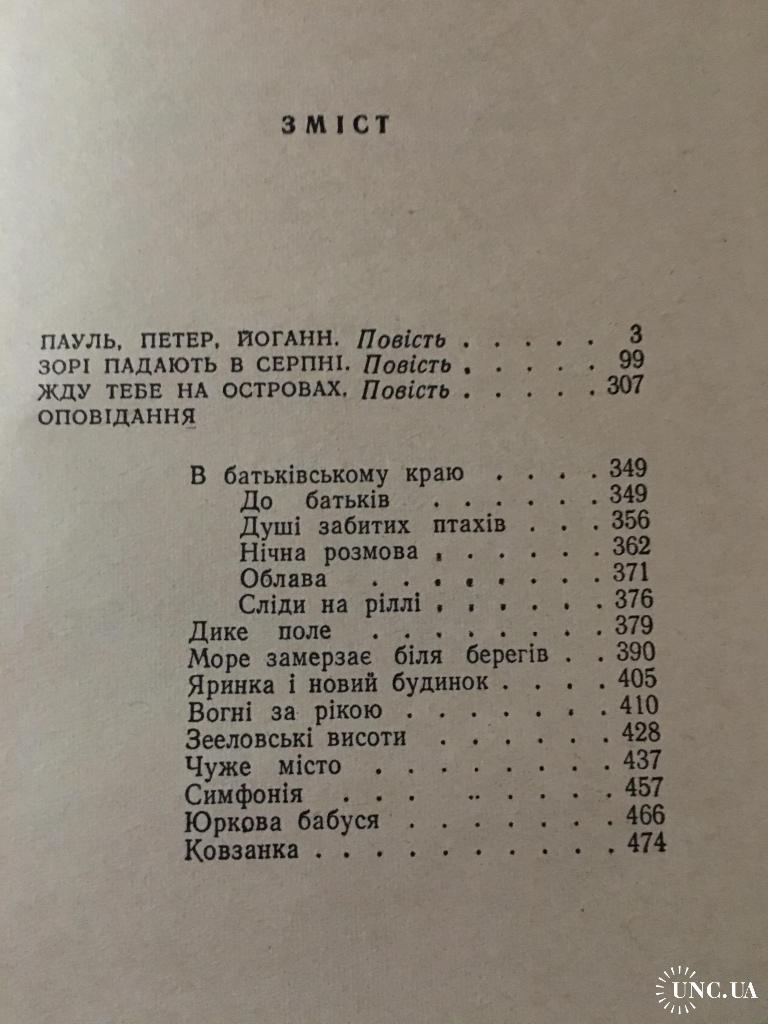 ЗМІСТ
ПАУЛЬ, ПЕТЕР, ЙОГАНН. Повість . . . . . 3
ЗОРІ ПАДАЮТЬ В СЕРПНІ. Повість . . . . . 99
ЖДУ ТЕБЕ НА ОСТРОВАХ. Повість . . . . . 307
ОПОВІДАННЯ
В батьківському краю . . . . 349
До батьків . . . . . . 349
Душі забитих птахів . . . 356
Нічна розмова . . . . . . 362
Облава . . . . . . . . 371
Сліди на ріллі . . . . . . 376
Дике поле . . . . . . . . 379
Море замерзає біля берегів . . 390
Яринка і новий будинок . . . . 405
Вогні за рікою . . . . . . . 410
Зееловські висоти . . . . . . 428
Чуже місто . . . . . . . . 437
Симфонія . . . . . . . . . 457
Юркова бабуся . . . . . . . 466
Ковзанка . . . . . . . . . . 474
UNC.UA